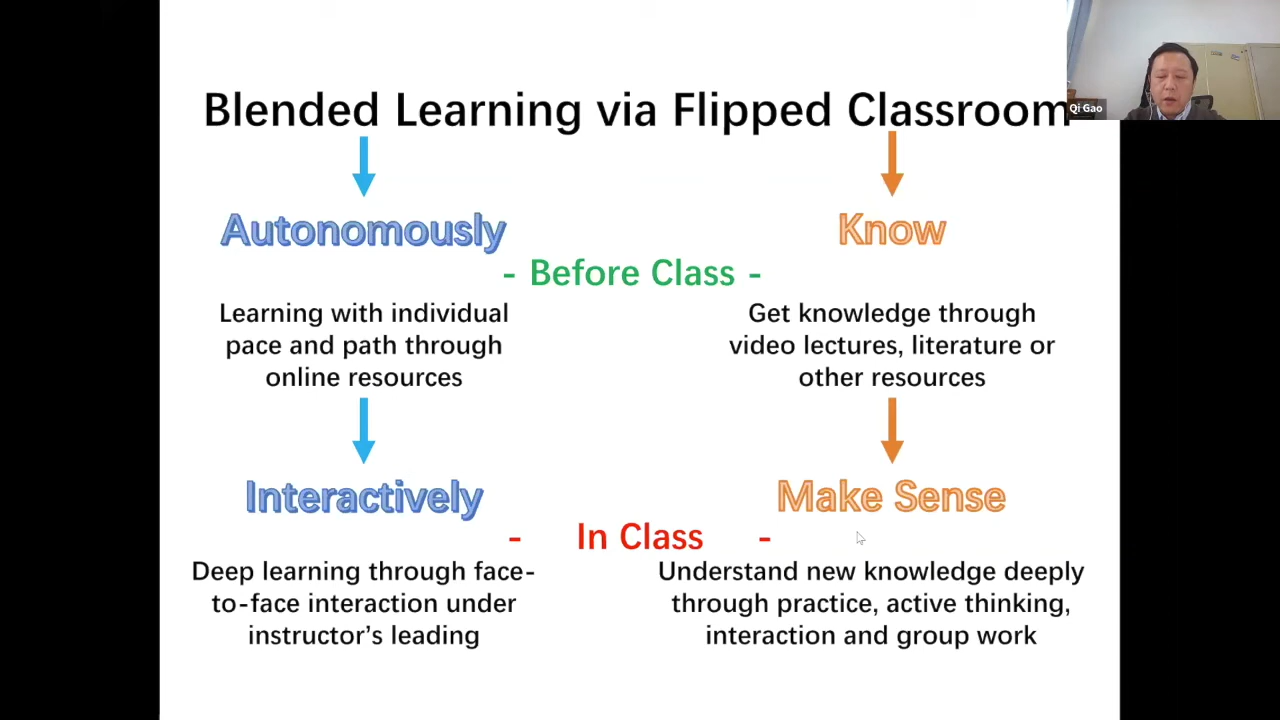 Blended Learning via Flipped Classroom
Qi Gao
Autonomously
Know
- Before Class -
Learning with individual
pace and path through
online resources
Get knowledge through
video lectures, literature or
other resources
Interactively
Make Sense
- In Class -
Deep learning through face-
to-face interaction under
instructor's leading
Understand new knowledge deeply
through practice, active thinking,
interaction and group work